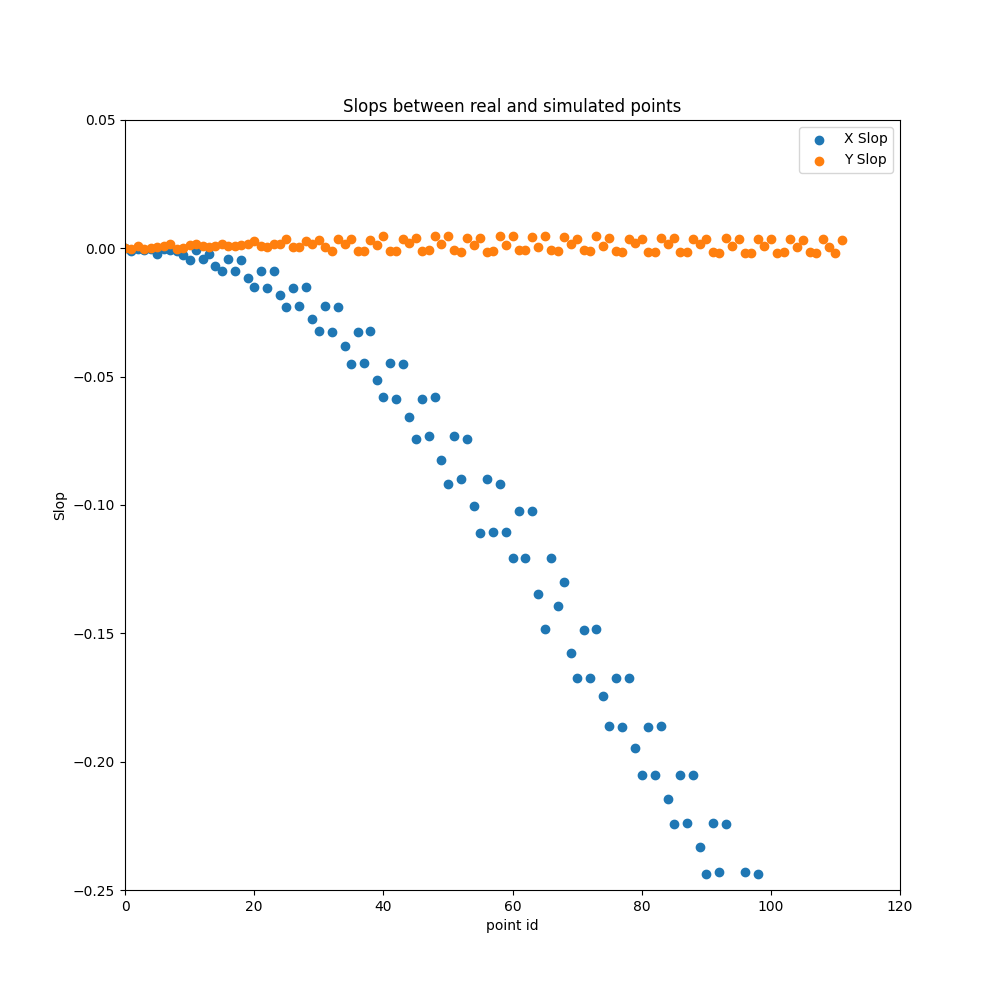 Slops between real and simulated points
X Slop
Y Slop
0.05
0.00
−0.05
−0.10
−0.15
−0.20
−0.25
Slop
0 20 40 60 80 100 120
point id